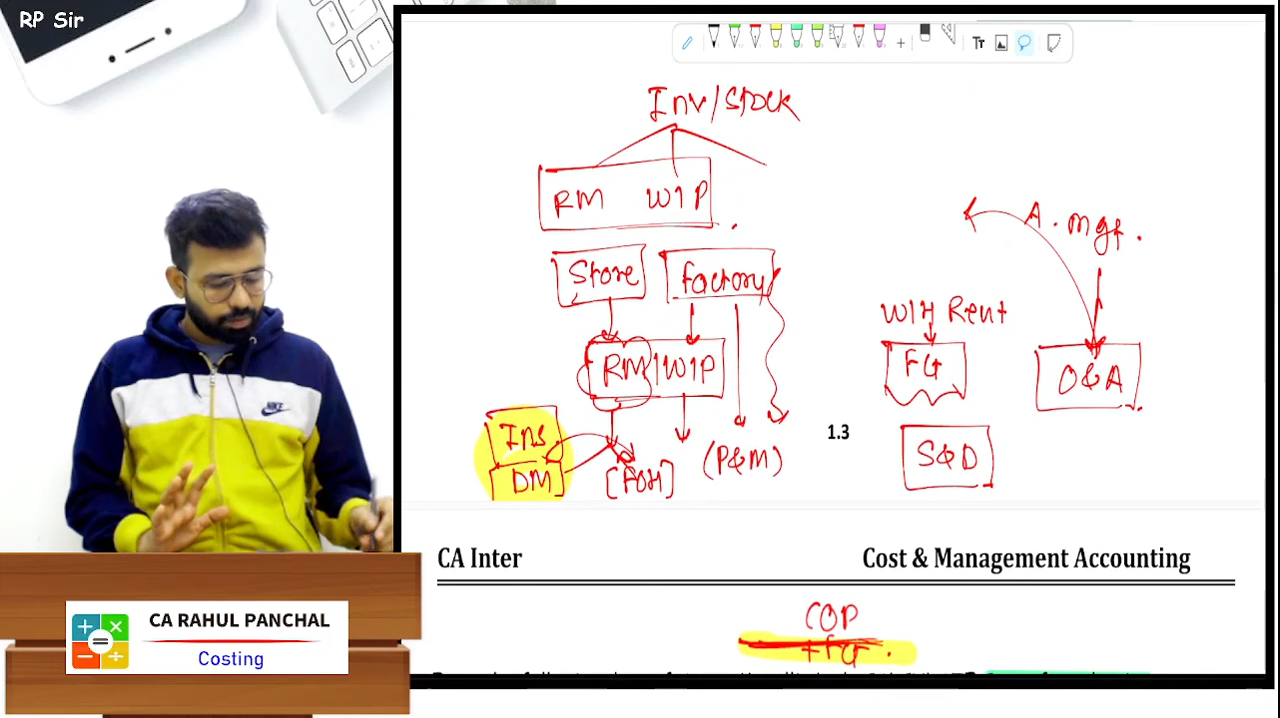 RP Sir
Inv/Stock
RM WIP
Store
factory
A. mgt.
W/H Rent
RM WIP
FG
O&A
Ins
DM
[FOH]
(P&M)
1.3
S&D
CA Inter
Cost & Management Accounting
COP
+FG
CA RAHUL PANCHAL
Costing